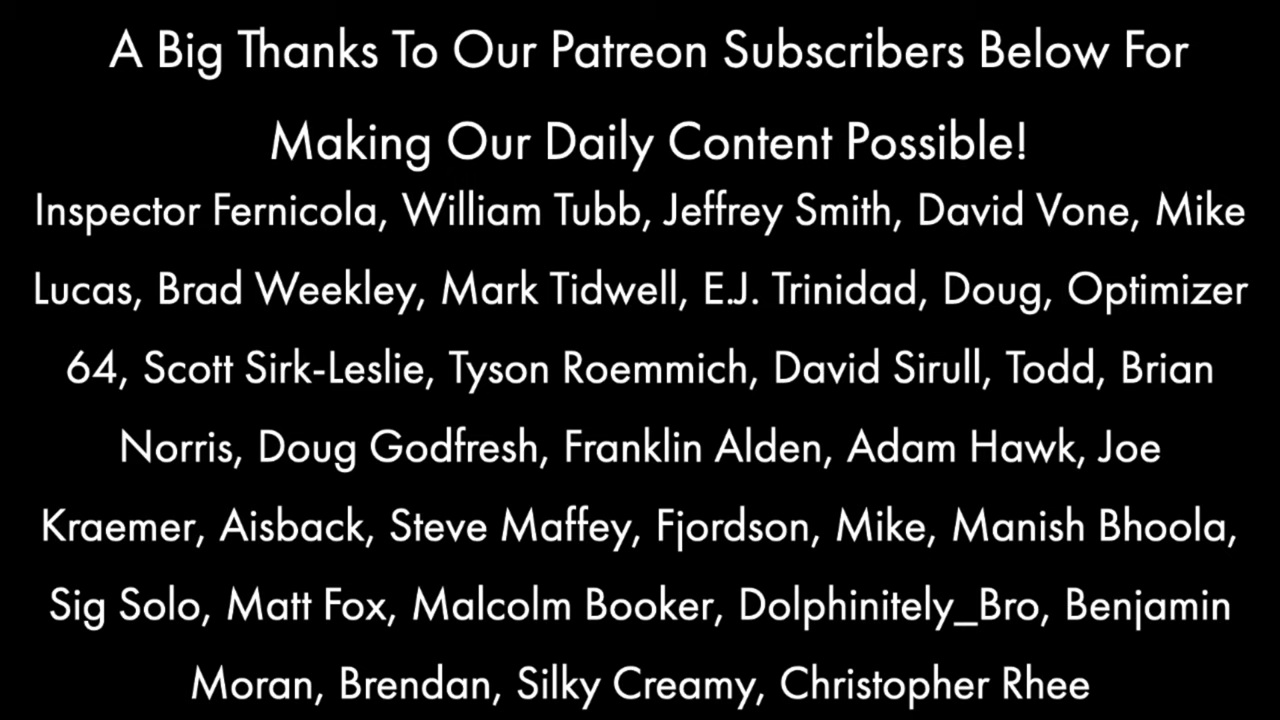 A Big Thanks To Our Patreon Subscribers Below For
Making Our Daily Content Possible!
Inspector Fernicola, William Tubb, Jeffrey Smith, David Vone, Mike
Lucas, Brad Weekley, Mark Tidwell, E.J. Trinidad, Doug, Optimizer
64, Scott Sirk-Leslie, Tyson Roemmich, David Sirull, Todd, Brian
Norris, Doug Godfresh, Franklin Alden, Adam Hawk, Joe
Kraemer, Aisback, Steve Maffey, Fjordson, Mike, Manish Bhoola,
Sig Solo, Matt Fox, Malcolm Booker, Dolphinitely_Bro, Benjamin
Moran, Brendan, Silky Creamy, Christopher Rhee